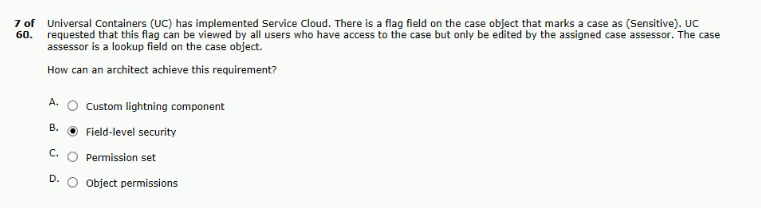 7 of Universal Containers (UC) has implemented Service Cloud. There is a flag field on the case object that marks a case as (Sensitive). UC
60. requested that this flag can be viewed by all users who have access to the case but only be edited by the assigned case assessor. The case
assessor is a lookup field on the case object.
How can an architect achieve this requirement?
A. Custom lightning component
B. Field-level security
C. Permission set
D. Object permissions